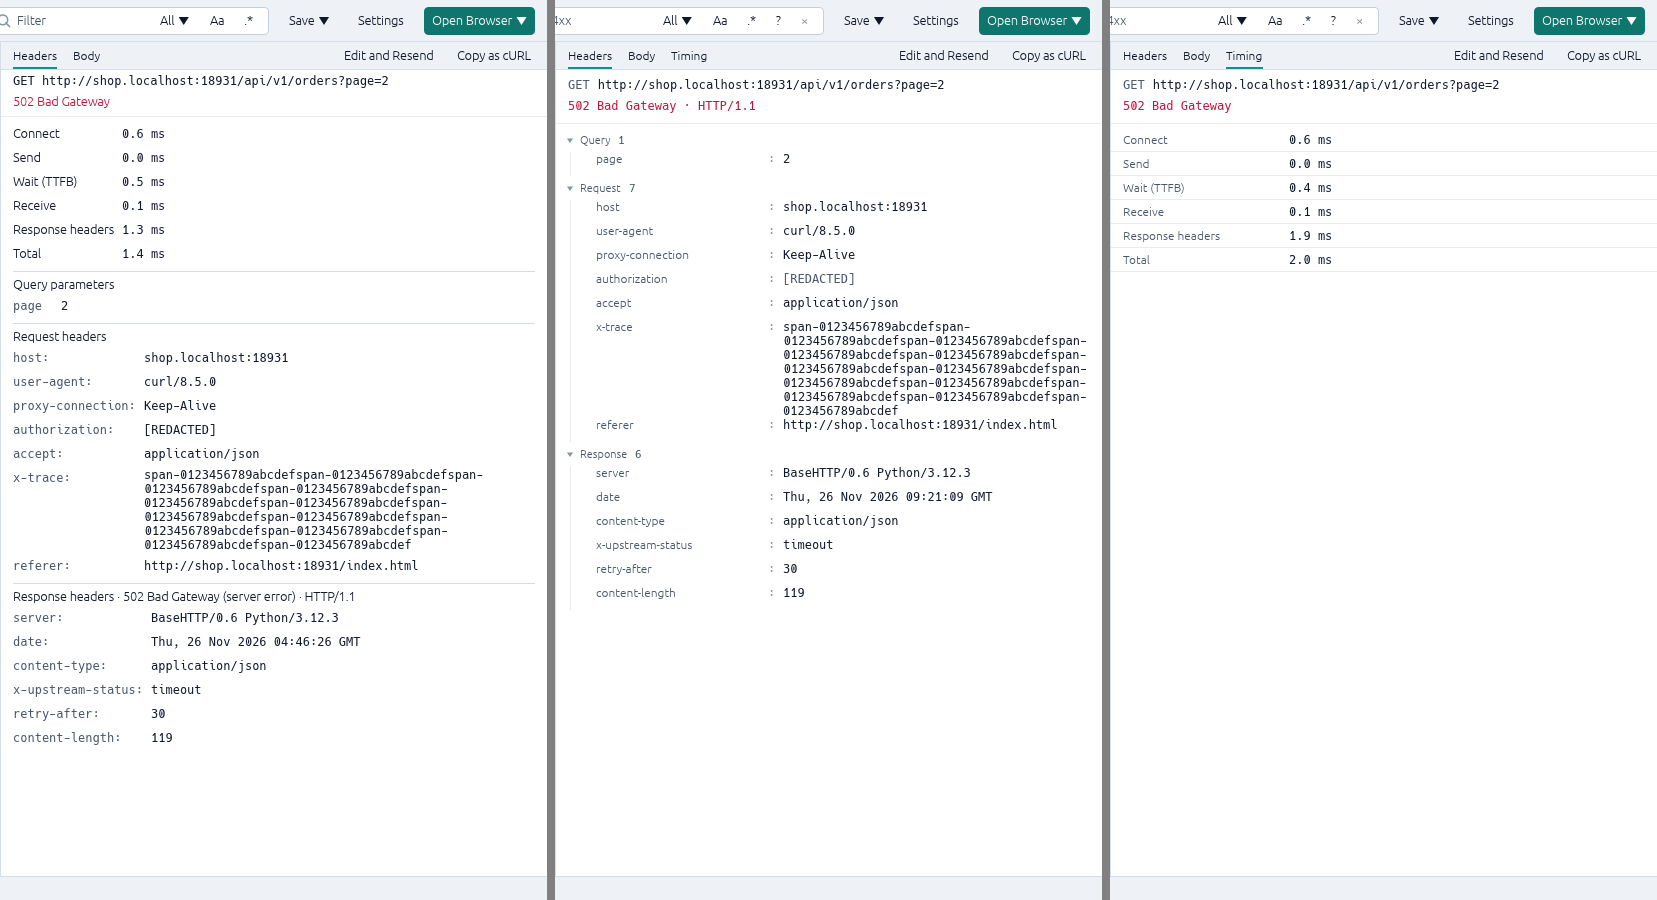 Filter All ▼ Aa .* Save ▼ Settings Open Browser ▼
Headers Body Edit and Resend Copy as cURL
GET http://shop.localhost:18931/api/v1/orders?page=2
502 Bad Gateway
Connect 0.6 ms
Send 0.0 ms
Wait (TTFB) 0.5 ms
Receive 0.1 ms
Response headers 1.3 ms
Total 1.4 ms
Query parameters
page 2
Request headers
host: shop.localhost:18931
user-agent: curl/8.5.0
proxy-connection: Keep-Alive
authorization: [REDACTED]
accept: application/json
x-trace: span-0123456789abcdefspan-0123456789abcdefspan-
0123456789abcdefspan-0123456789abcdefspan-
0123456789abcdefspan-0123456789abcdefspan-
0123456789abcdefspan-0123456789abcdefspan-
0123456789abcdefspan-0123456789abcdefspan-
0123456789abcdefspan-0123456789abcdef
referer: http://shop.localhost:18931/index.html
Response headers · 502 Bad Gateway (server error) · HTTP/1.1
server: BaseHTTP/0.6 Python/3.12.3
date: Thu, 26 Nov 2026 04:46:26 GMT
content-type: application/json
x-upstream-status: timeout
retry-after: 30
content-length: 119
4xx All ▼ Aa .* ? × Save ▼ Settings Open Browser ▼
Headers Body Timing Edit and Resend Copy as cURL
GET http://shop.localhost:18931/api/v1/orders?page=2
502 Bad Gateway · HTTP/1.1
▼ Query 1
page : 2
▼ Request 7
host : shop.localhost:18931
user-agent : curl/8.5.0
proxy-connection : Keep-Alive
authorization : [REDACTED]
accept : application/json
x-trace : span-0123456789abcdefspan-
0123456789abcdefspan-0123456789abcdefspan-
0123456789abcdefspan-0123456789abcdefspan-
0123456789abcdefspan-0123456789abcdefspan-
0123456789abcdefspan-0123456789abcdefspan-
0123456789abcdefspan-0123456789abcdefspan-
0123456789abcdef
referer : http://shop.localhost:18931/index.html
▼ Response 6
server : BaseHTTP/0.6 Python/3.12.3
date : Thu, 26 Nov 2026 09:21:09 GMT
content-type : application/json
x-upstream-status : timeout
retry-after : 30
content-length : 119
4xx All ▼ Aa .* ? × Save ▼ Settings Open Browser ▼
Headers Body Timing Edit and Resend Copy as cURL
GET http://shop.localhost:18931/api/v1/orders?page=2
502 Bad Gateway
Connect 0.6 ms
Send 0.0 ms
Wait (TTFB) 0.4 ms
Receive 0.1 ms
Response headers 1.9 ms
Total 2.0 ms